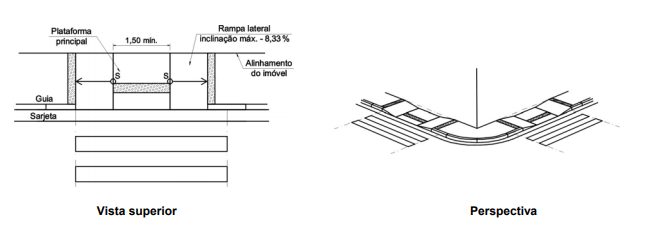 Plataforma
principal
1,50 mín.
Rampa lateral
inclinação máx. - 8,33 %
S
S
Alinhamento
do imóvel
Guia
Sarjeta
Vista superior
Perspectiva